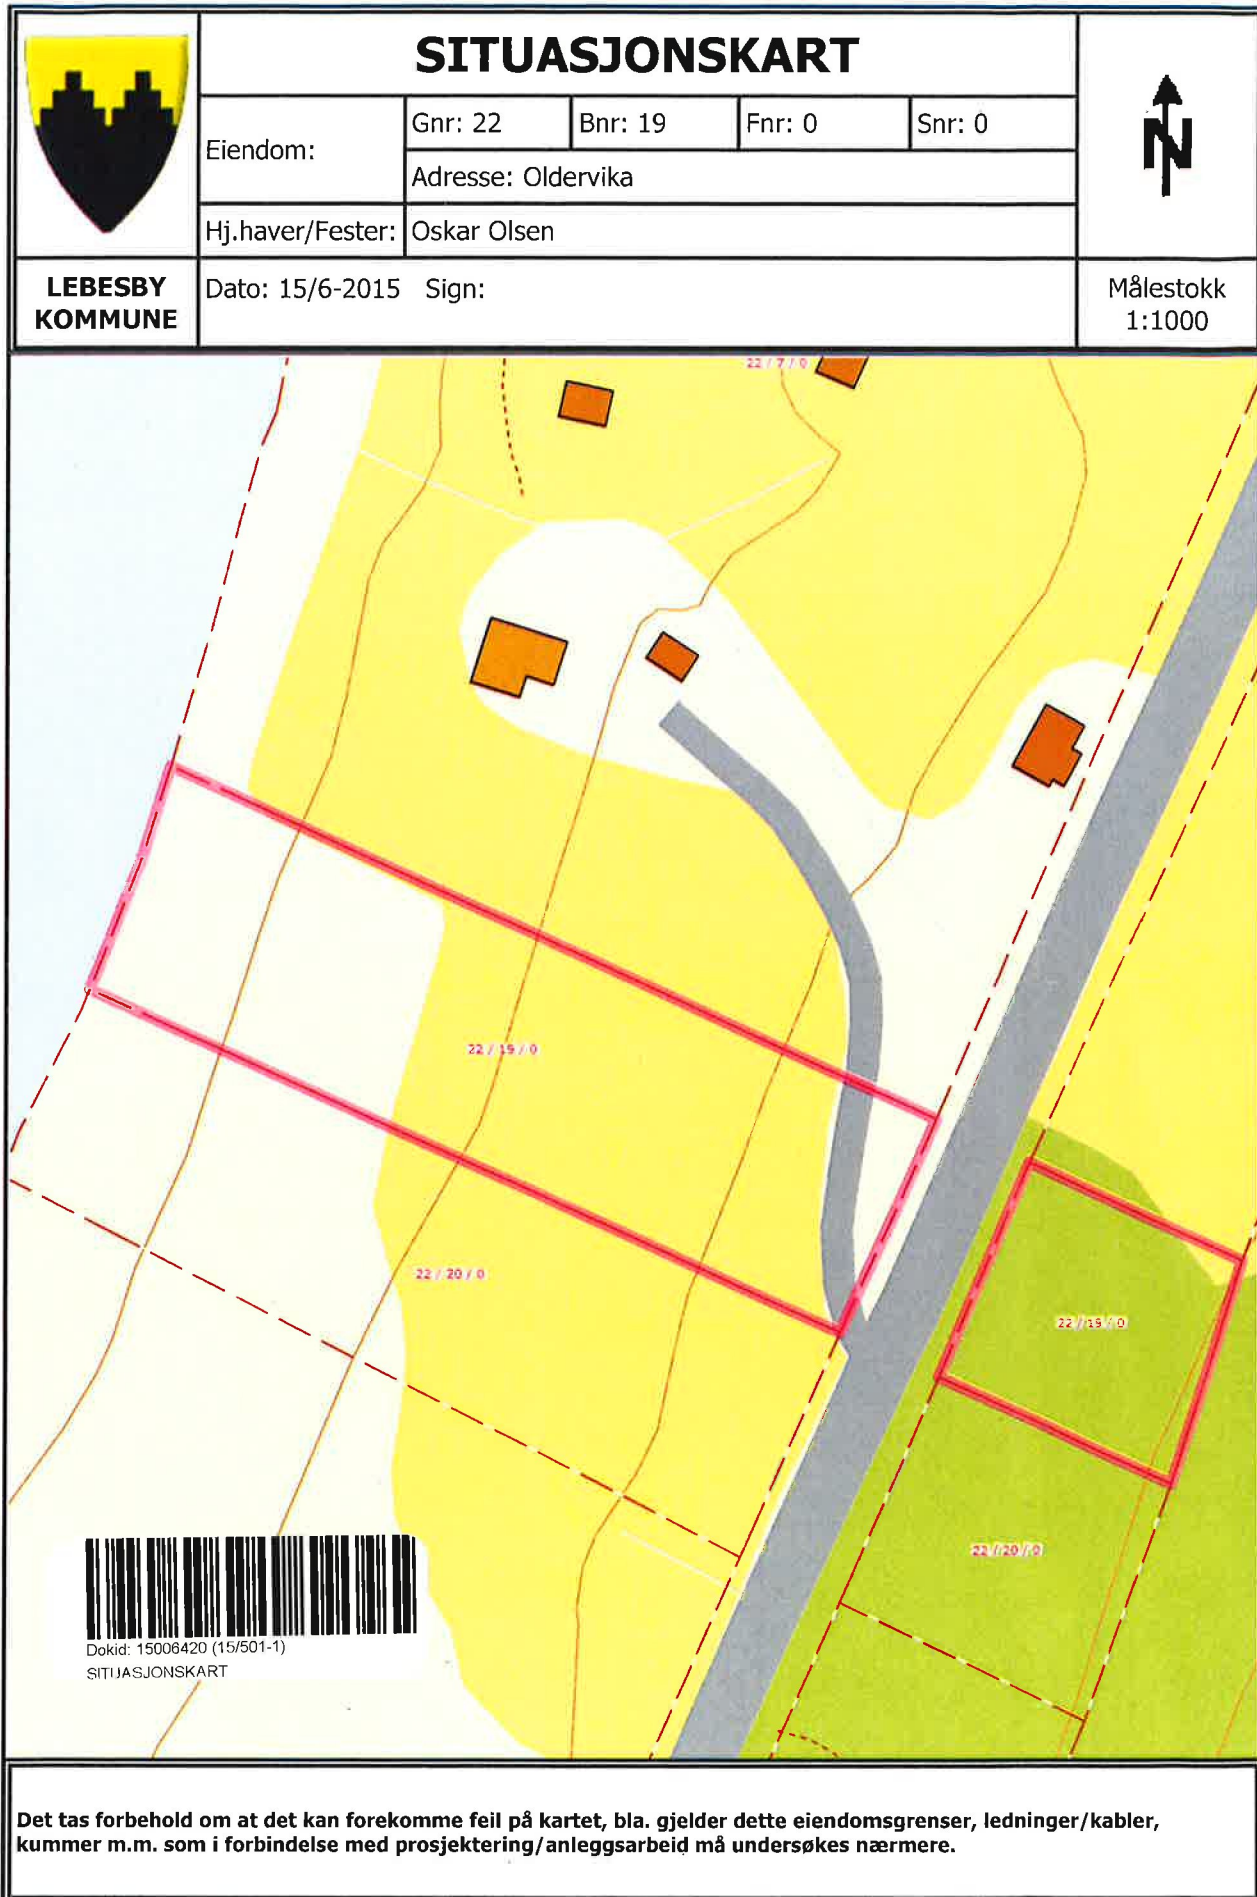 SITUASJONSKART
Eiendom:
Gnr: 22
Bnr: 19
Fnr: 0
Snr: 0
Adresse: Oldervika
Hj.haver/Fester:
Oskar Olsen
N
LEBESBY
KOMMUNE
Dato: 15/6-2015 Sign:
Målestokk
1:1000
22 / 7 / 0
22 / 19 / 0
22 / 20 / 0
22 / 19 / 0
22 / 20 / 0
Dokid: 15006420 (15/501-1)
SITUASJONSKART
Det tas forbehold om at det kan forekomme feil på kartet, bla. gjelder dette eiendomsgrenser, ledninger/kabler,
kummer m.m. som i forbindelse med prosjektering/anleggsarbeid må undersøkes nærmere.